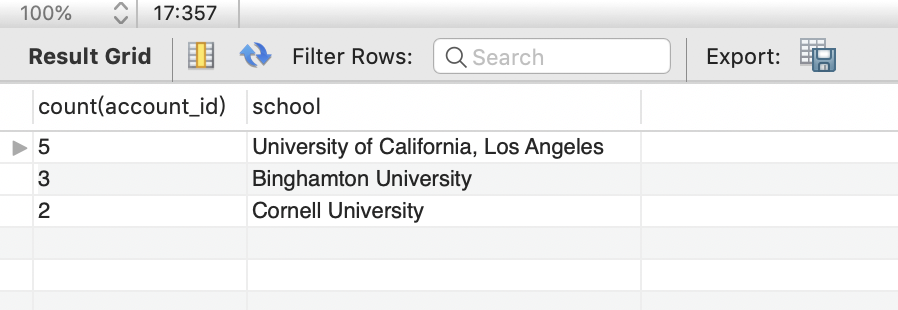 100% 17:357
Result Grid Filter Rows: Search Export:
count(account_id) school
5 University of California, Los Angeles
3 Binghamton University
2 Cornell University